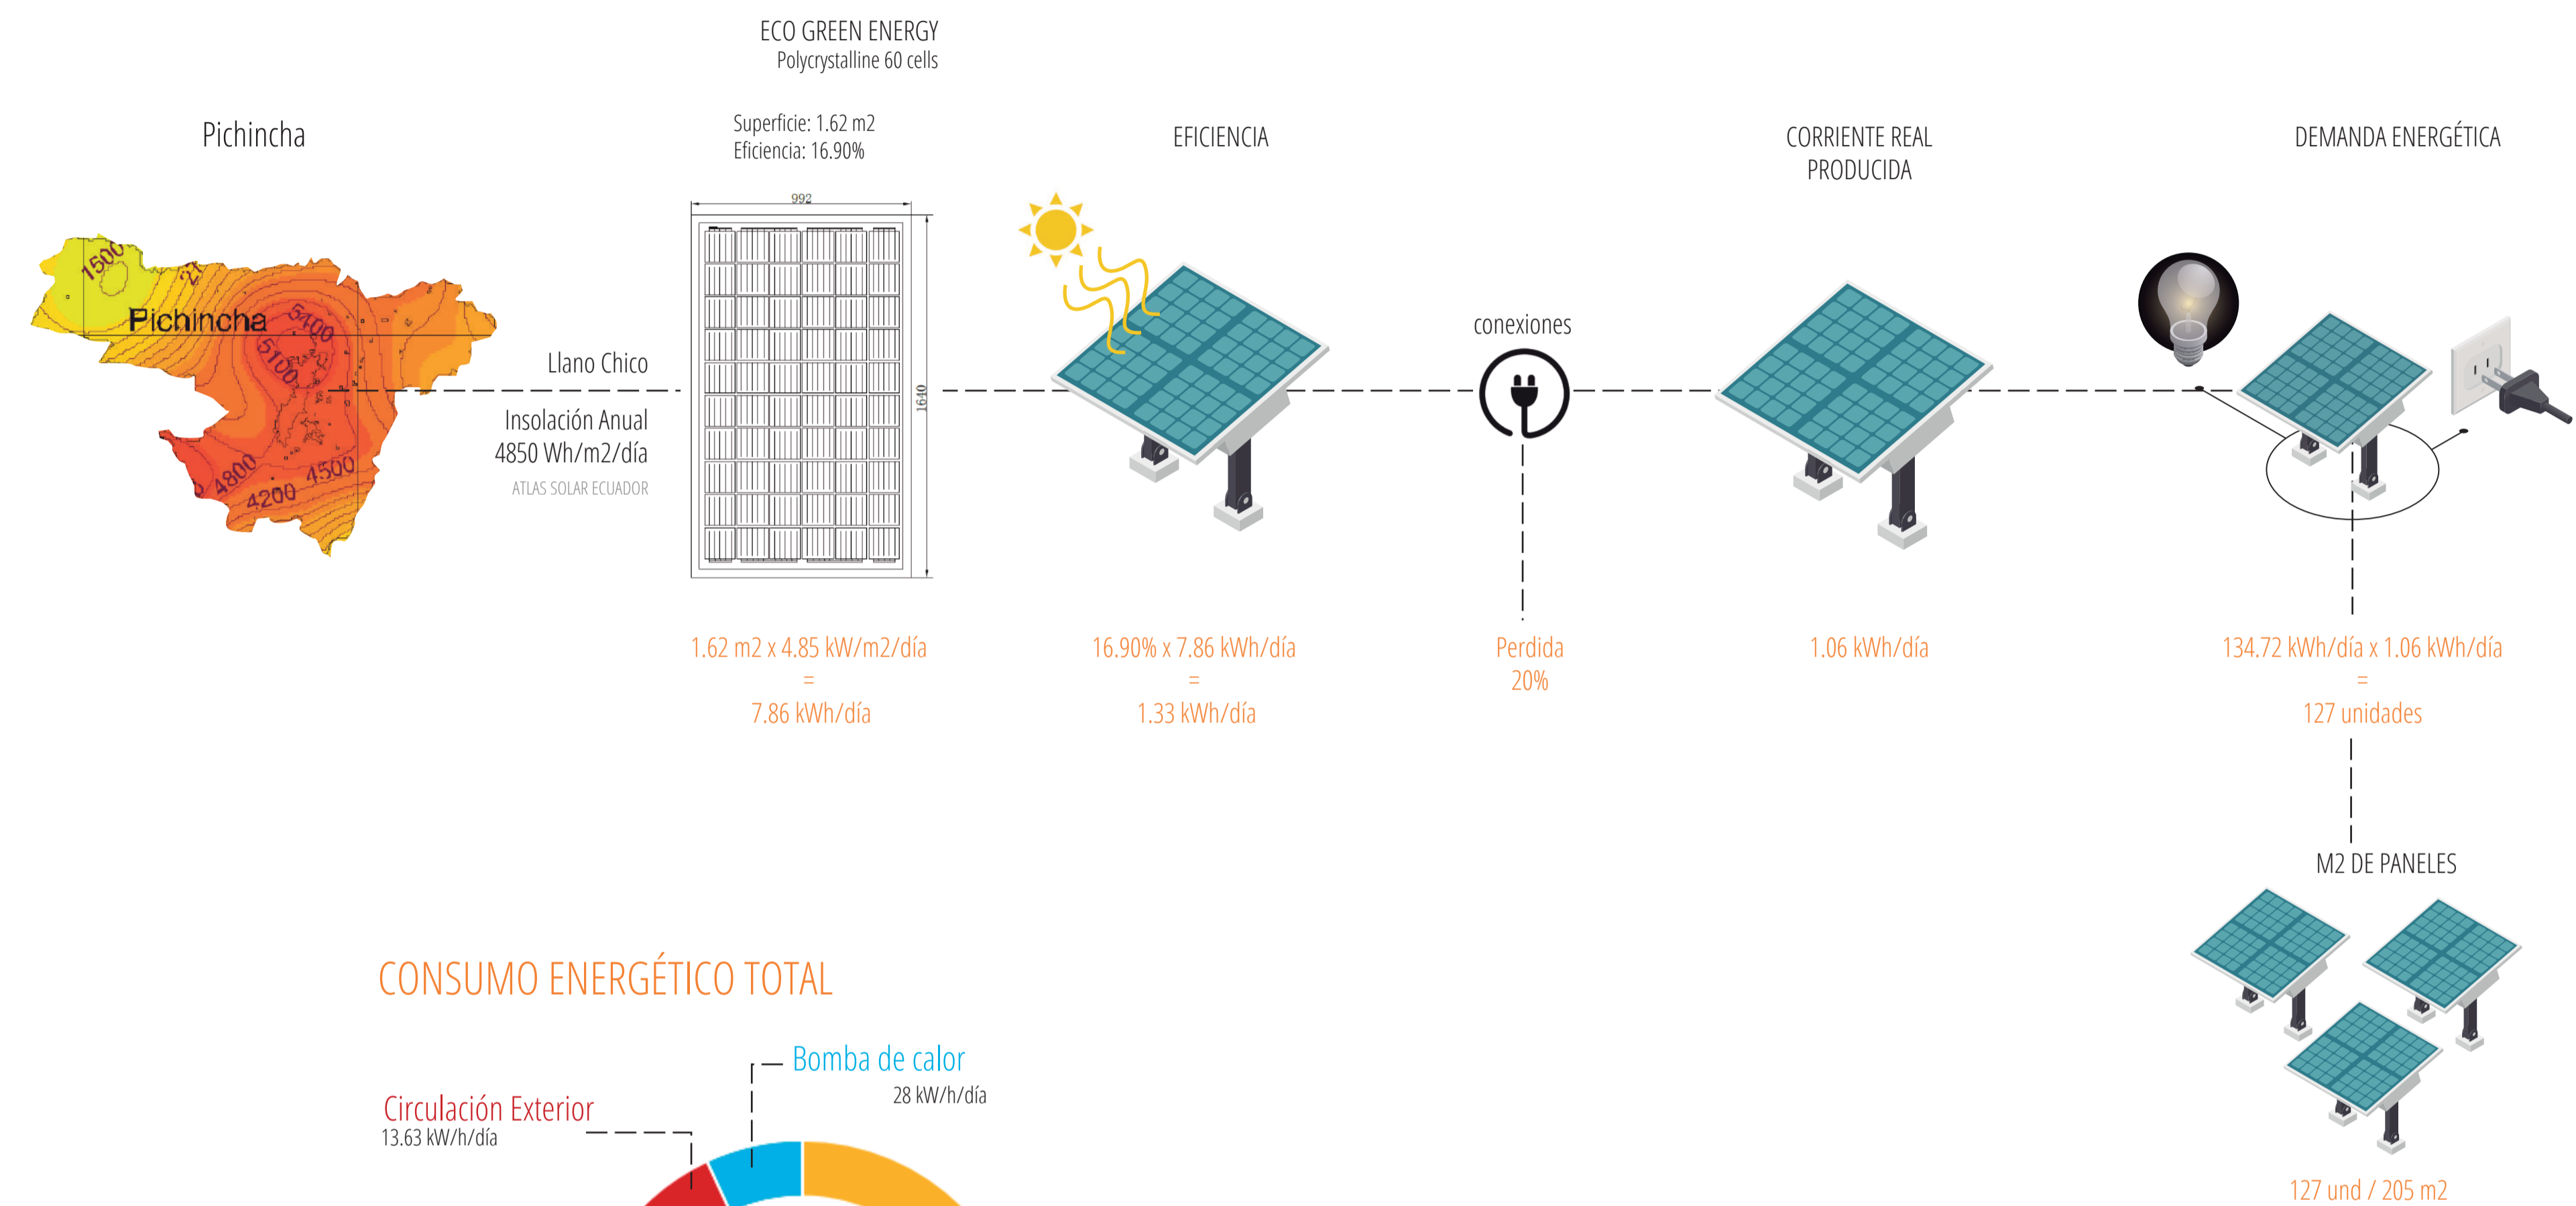 ECO GREEN ENERGY
Polycrystalline 60 cells
Pichincha
Superficie: 1.62 m2
Eficiencia: 16.90%
EFICIENCIA
CORRIENTE REAL
PRODUCIDA
DEMANDA ENERGÉTICA
992
1640
1500
Pichincha
5400
5100
4800
4500
4200
Llano Chico
Insolación Anual
4850 Wh/m2/día
ATLAS SOLAR ECUADOR
conexiones
1.62 m2 x 4.85 kW/m2/día
=
7.86 kWh/día
16.90% x 7.86 kWh/día
=
1.33 kWh/día
Perdida
20%
1.06 kWh/día
134.72 kWh/día x 1.06 kWh/día
=
127 unidades
M2 DE PANELES
127 und / 205 m2
CONSUMO ENERGÉTICO TOTAL
Bomba de calor
28 kW/h/día
Circulación Exterior
13.63 kW/h/día